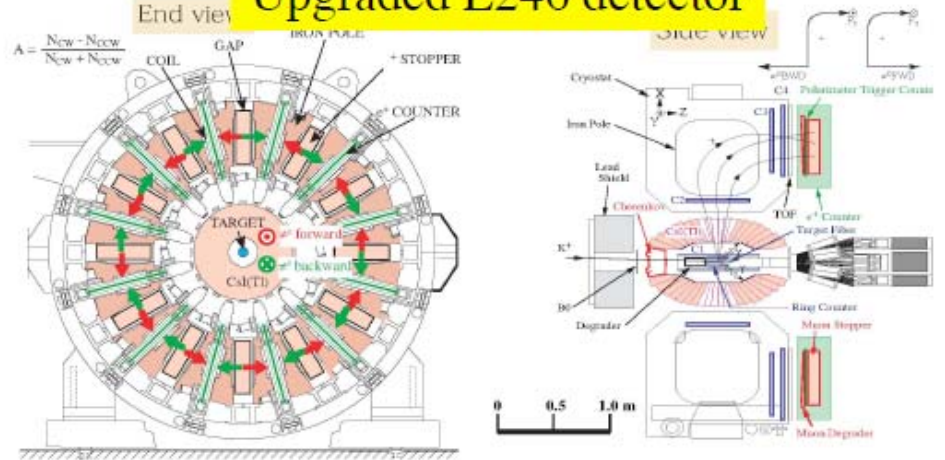 Upgraded E246 detector
End view
Side view
A = N_CW - N_CCW / N_CW + N_CCW
COIL
GAP
IRON POLE
+ STOPPER
e+ COUNTER
TARGET
π° forward
π° backward
CsI(Tl)
Cryostat
X
Y
Z
Iron Pole
Lead Shield
Cherenkov
C1
C2
C3
C4
π°BWD
π°FWD
Polarimeter Trigger Counter
TOF
e+ Counter
CsI(Tl)
Target Fiber
K+
BC
Degrader
Ring Counter
Muon Stopper
Muon Degrader
0 0.5 1.0 m